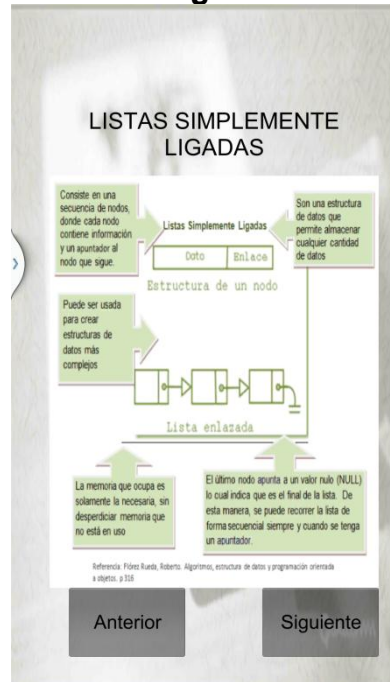 LISTAS SIMPLEMENTE
LIGADAS
Consiste en una
secuencia de nodos,
donde cada nodo
contiene información
y un apuntador al
nodo que sigue.
Listas Simplemente Ligadas
Son una estructura
de datos que
permite almacenar
cualquier cantidad
de datos
Dato Enlace
Estructura de un nodo
Puede ser usada
para crear
estructuras de
datos más
complejos
Lista enlazada
La memoria que ocupa es
solamente la necesaria, sin
desperdiciar memoria que
no está en uso
El último nodo apunta a un valor nulo (NULL)
lo cual indica que es el final de la lista. De
esta manera, se puede recorrer la lista de
forma secuencial siempre y cuando se tenga
un apuntador.
Referencia: Flórez Rueda, Roberto. Algoritmos, estructura de datos y programación orientada
a objetos. p 316
Anterior
Siguiente